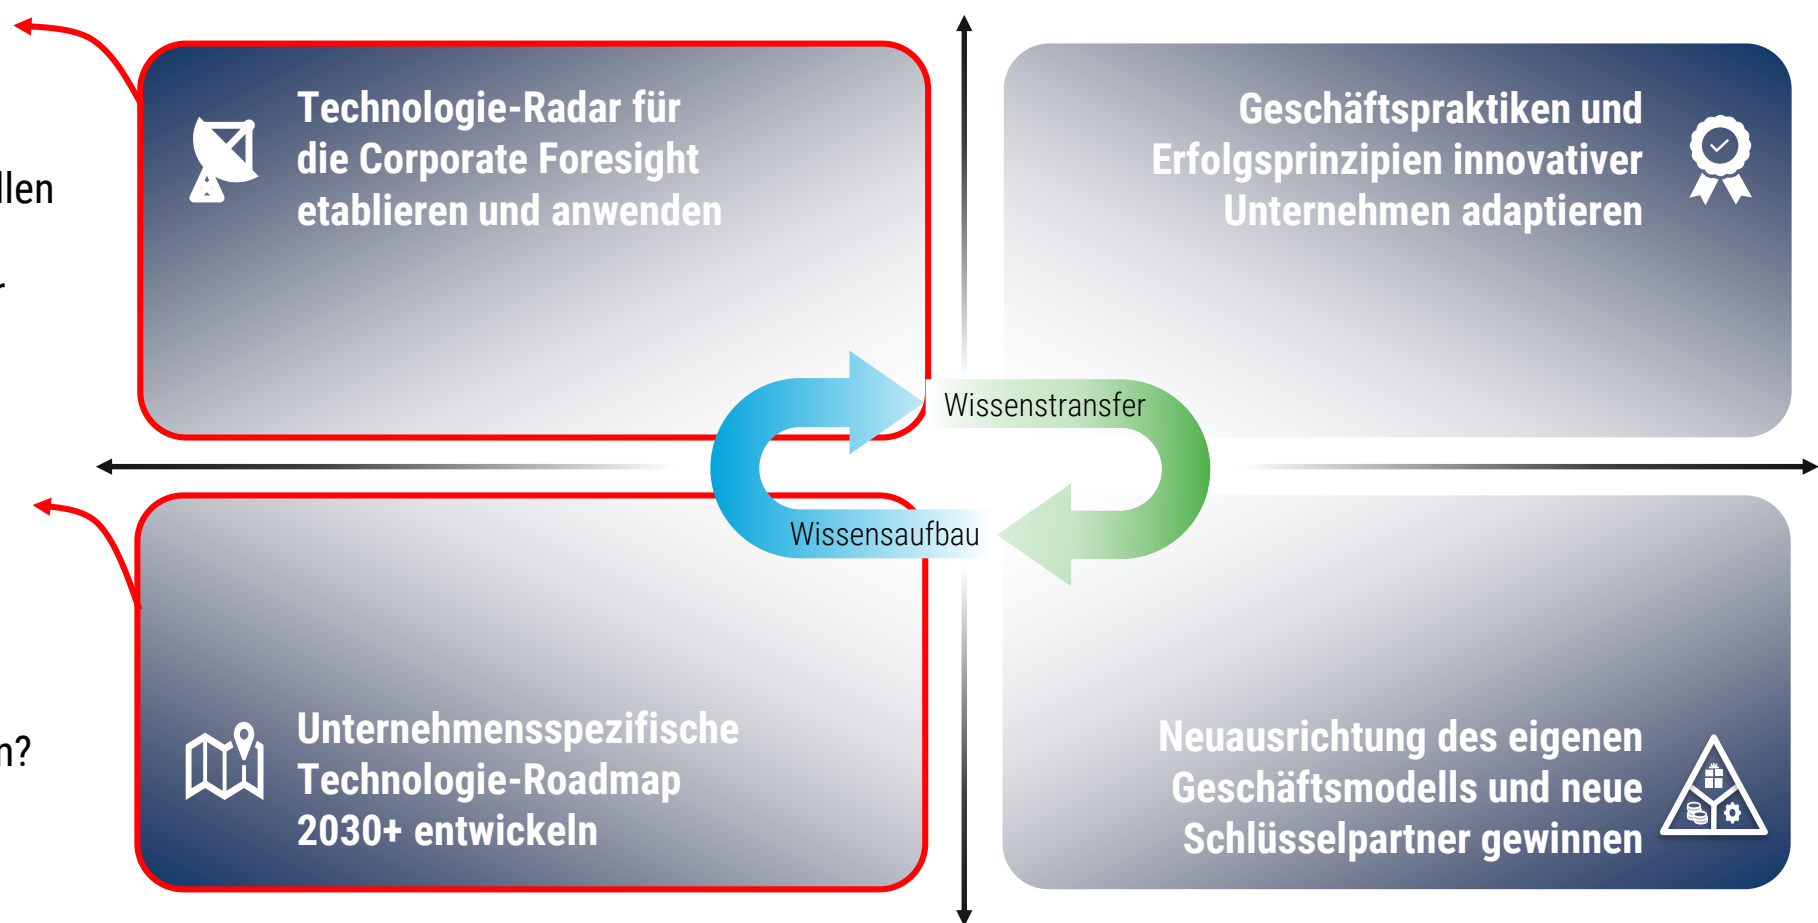 Technologie-Radar für
die Corporate Foresight
etablieren und anwenden
Geschäftspraktiken und
Erfolgsprinzipien innovativer
Unternehmen adaptieren
Wissenstransfer
Wissensaufbau
Unternehmensspezifische
Technologie-Roadmap
2030+ entwickeln
Neuausrichtung des eigenen
Geschäftsmodells und neue
Schlüsselpartner gewinnen